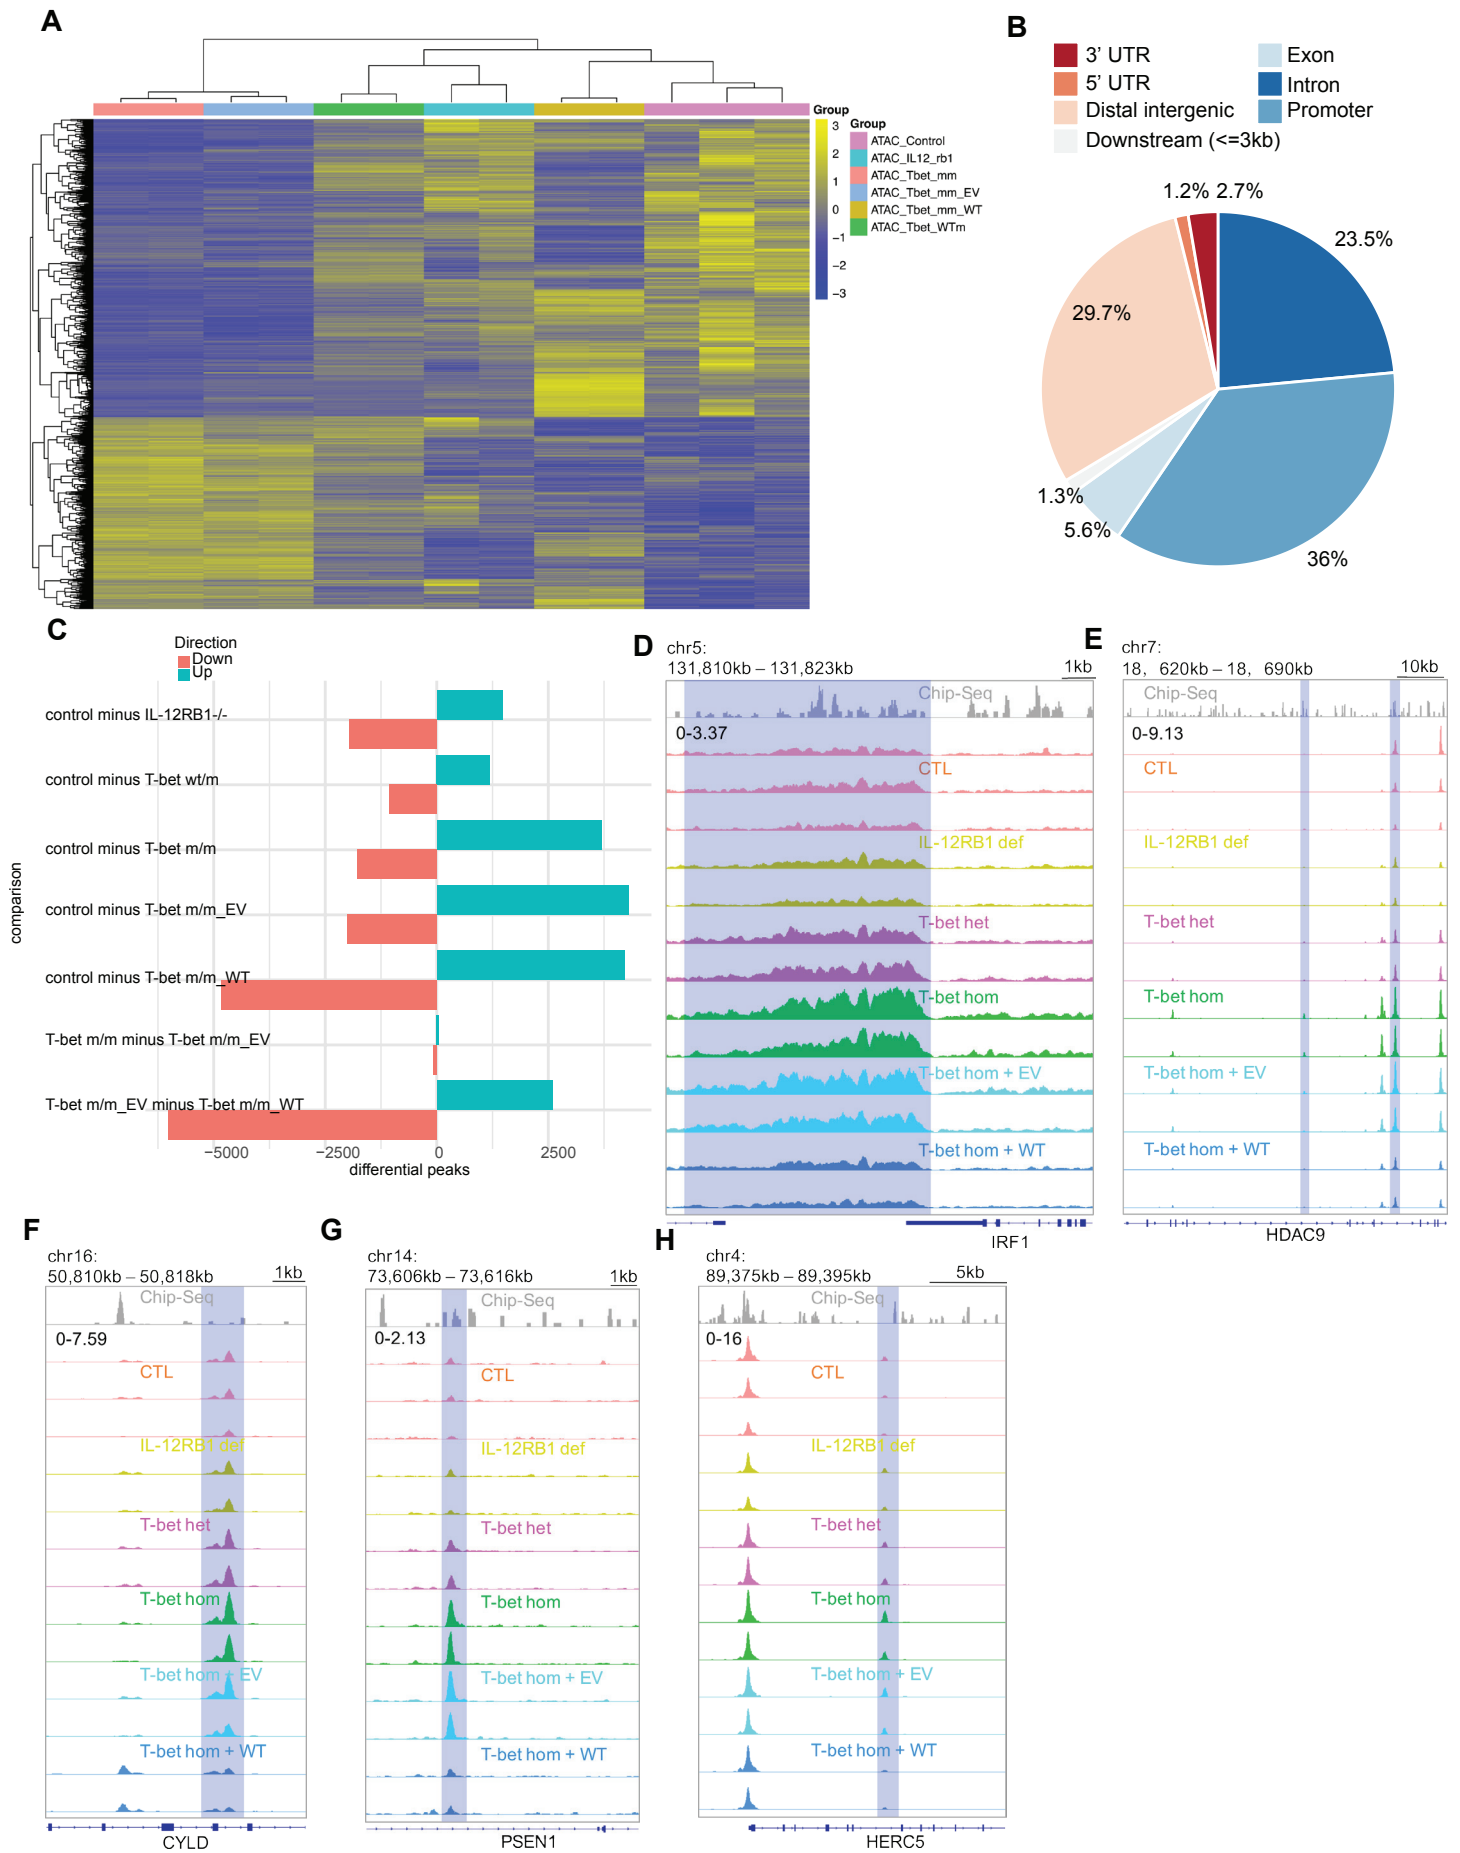 A
Group
3
2
1
0
−1
−2
−3
Group
ATAC_Control
ATAC_IL12_rb1
ATAC_Tbet_mm
ATAC_Tbet_mm_EV
ATAC_Tbet_mm_WT
ATAC_Tbet_WTm
B
3' UTR
5' UTR
Distal intergenic
Downstream (<=3kb)
Exon
Intron
Promoter
1.2% 2.7%
23.5%
29.7%
1.3%
5.6%
36%
C
Direction
Down
Up
comparison
control minus IL-12RB1-/-
control minus T-bet wt/m
control minus T-bet m/m
control minus T-bet m/m_EV
control minus T-bet m/m_WT
T-bet m/m minus T-bet m/m_EV
T-bet m/m_EV minus T-bet m/m_WT
−5000 −2500 0 2500
differential peaks
D
chr5:
131,810kb – 131,823kb 1kb
Chip-Seq
0-3.37
CTL
IL-12RB1 def
T-bet het
T-bet hom
T-bet hom + EV
T-bet hom + WT
IRF1
E
chr7:
18, 620kb – 18, 690kb 10kb
Chip-Seq
0-9.13
CTL
IL-12RB1 def
T-bet het
T-bet hom
T-bet hom + EV
T-bet hom + WT
HDAC9
F
chr16:
50,810kb – 50,818kb 1kb
Chip-Seq
0-7.59
CTL
IL-12RB1 def
T-bet het
T-bet hom
T-bet hom + EV
T-bet hom + WT
CYLD
G
chr14:
73,606kb – 73,616kb 1kb
Chip-Seq
0-2.13
CTL
IL-12RB1 def
T-bet het
T-bet hom
T-bet hom + EV
T-bet hom + WT
PSEN1
H
chr4:
89,375kb – 89,395kb 5kb
Chip-Seq
0-16
CTL
IL-12RB1 def
T-bet het
T-bet hom
T-bet hom + EV
T-bet hom + WT
HERC5